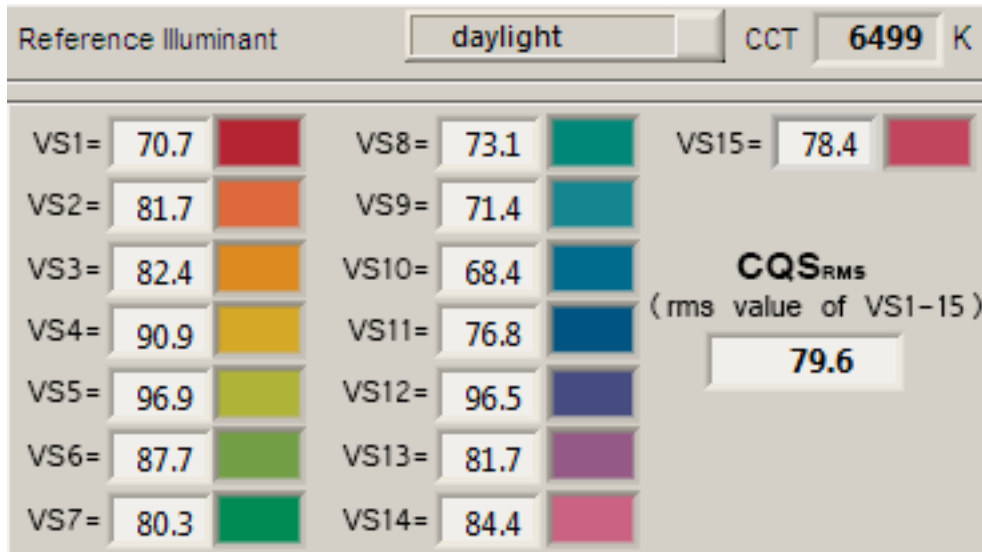 Reference Illuminant daylight CCT 6499 K
VS1= 70.7 VS8= 73.1 VS15= 78.4
VS2= 81.7 VS9= 71.4
VS3= 82.4 VS10= 68.4 CQSRMS
VS4= 90.9 VS11= 76.8 (rms value of VS1-15)
VS5= 96.9 VS12= 96.5 79.6
VS6= 87.7 VS13= 81.7
VS7= 80.3 VS14= 84.4